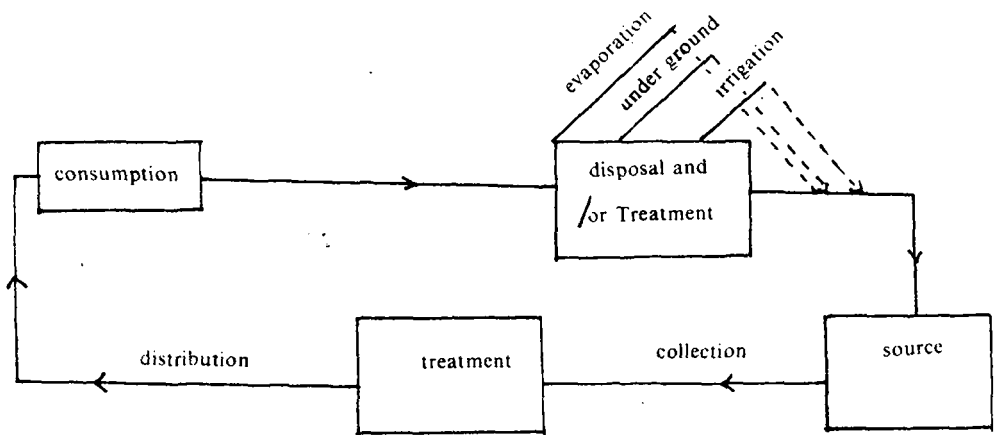 evaporation
under ground
irrigation
consumption
disposal and
/or Treatment
distribution
treatment
collection
source